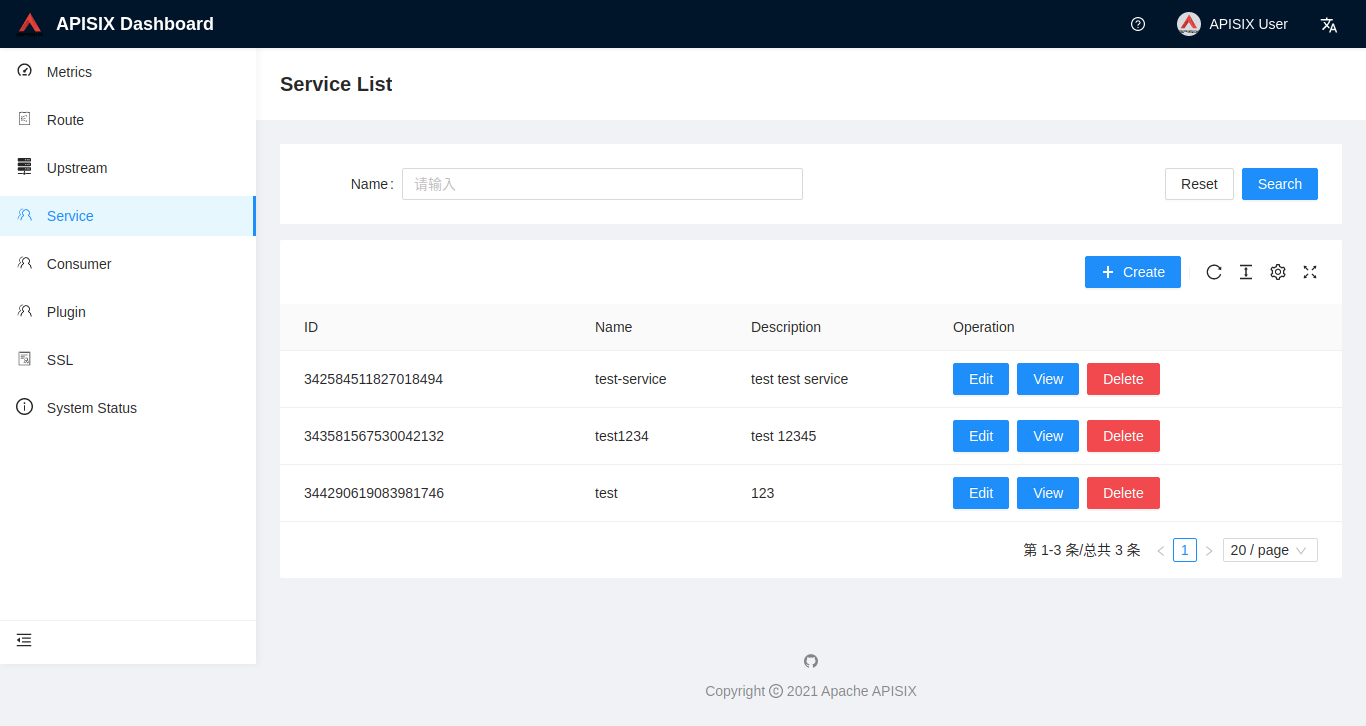 APISIX Dashboard
APISIX User
Metrics
Route
Upstream
Service
Consumer
Plugin
SSL
System Status
Service List
Name :
请输入
Reset
Search
Create
ID Name Description Operation
342584511827018494 test-service test test service Edit View Delete
343581567530042132 test1234 test 12345 Edit View Delete
344290619083981746 test 123 Edit View Delete
第 1-3 条/总共 3 条 < 1 > 20 / page
Copyright © 2021 Apache APISIX